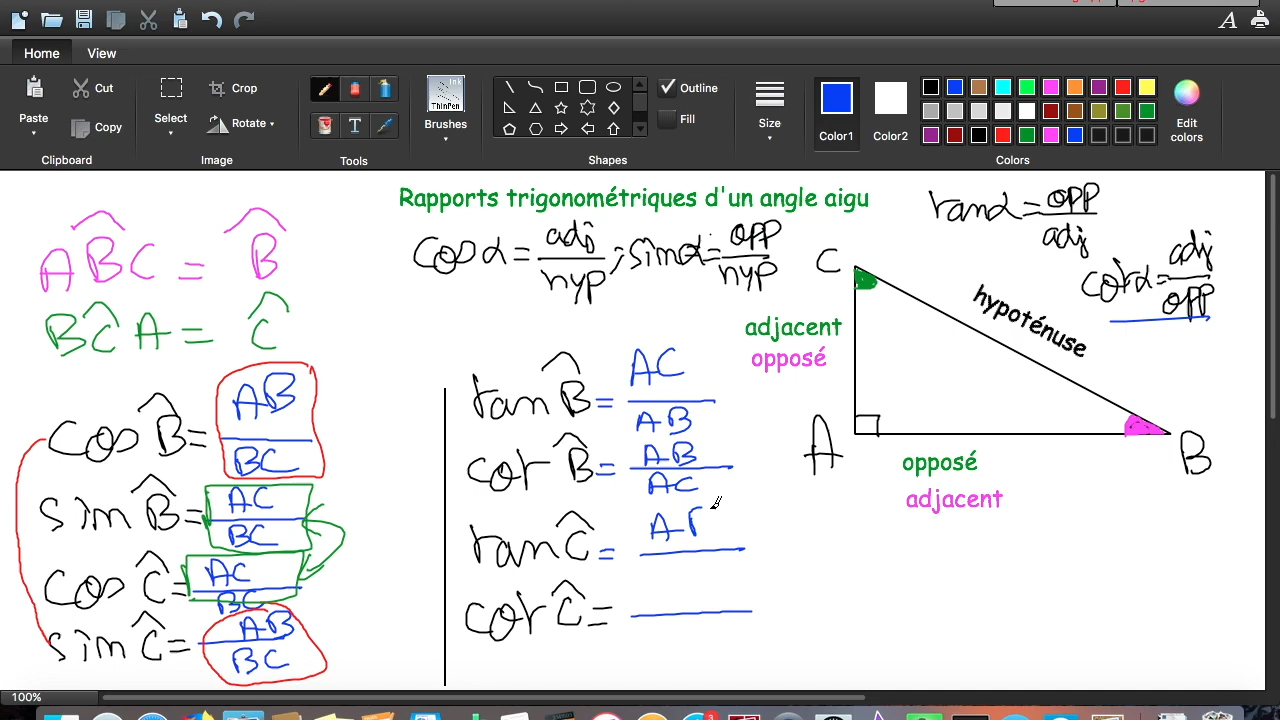 Home View
Paste
Cut
Copy
Clipboard
Select
Crop
Rotate
Image
T
Tools
Ink
ThinPen
Brushes
Outline
Fill
Shapes
Size
Color1
Color2
Edit colors
Colors
A
Rapports trigonométriques d'un angle aigu
tanα = opp/adj
cosα = adj/hyp ; sinα = opp/hyp
cotα = adj/opp
AB̂C = B̂
BĈA = Ĉ
cos B̂ = AB/BC
sin B̂ = AC/BC
cos Ĉ = AC/BC
sin Ĉ = AB/BC
tan B̂ = AC/AB
cot B̂ = AB/AC
tan Ĉ = A
cot Ĉ =
C
hypoténuse
adjacent
opposé
A
B
opposé
adjacent
100%